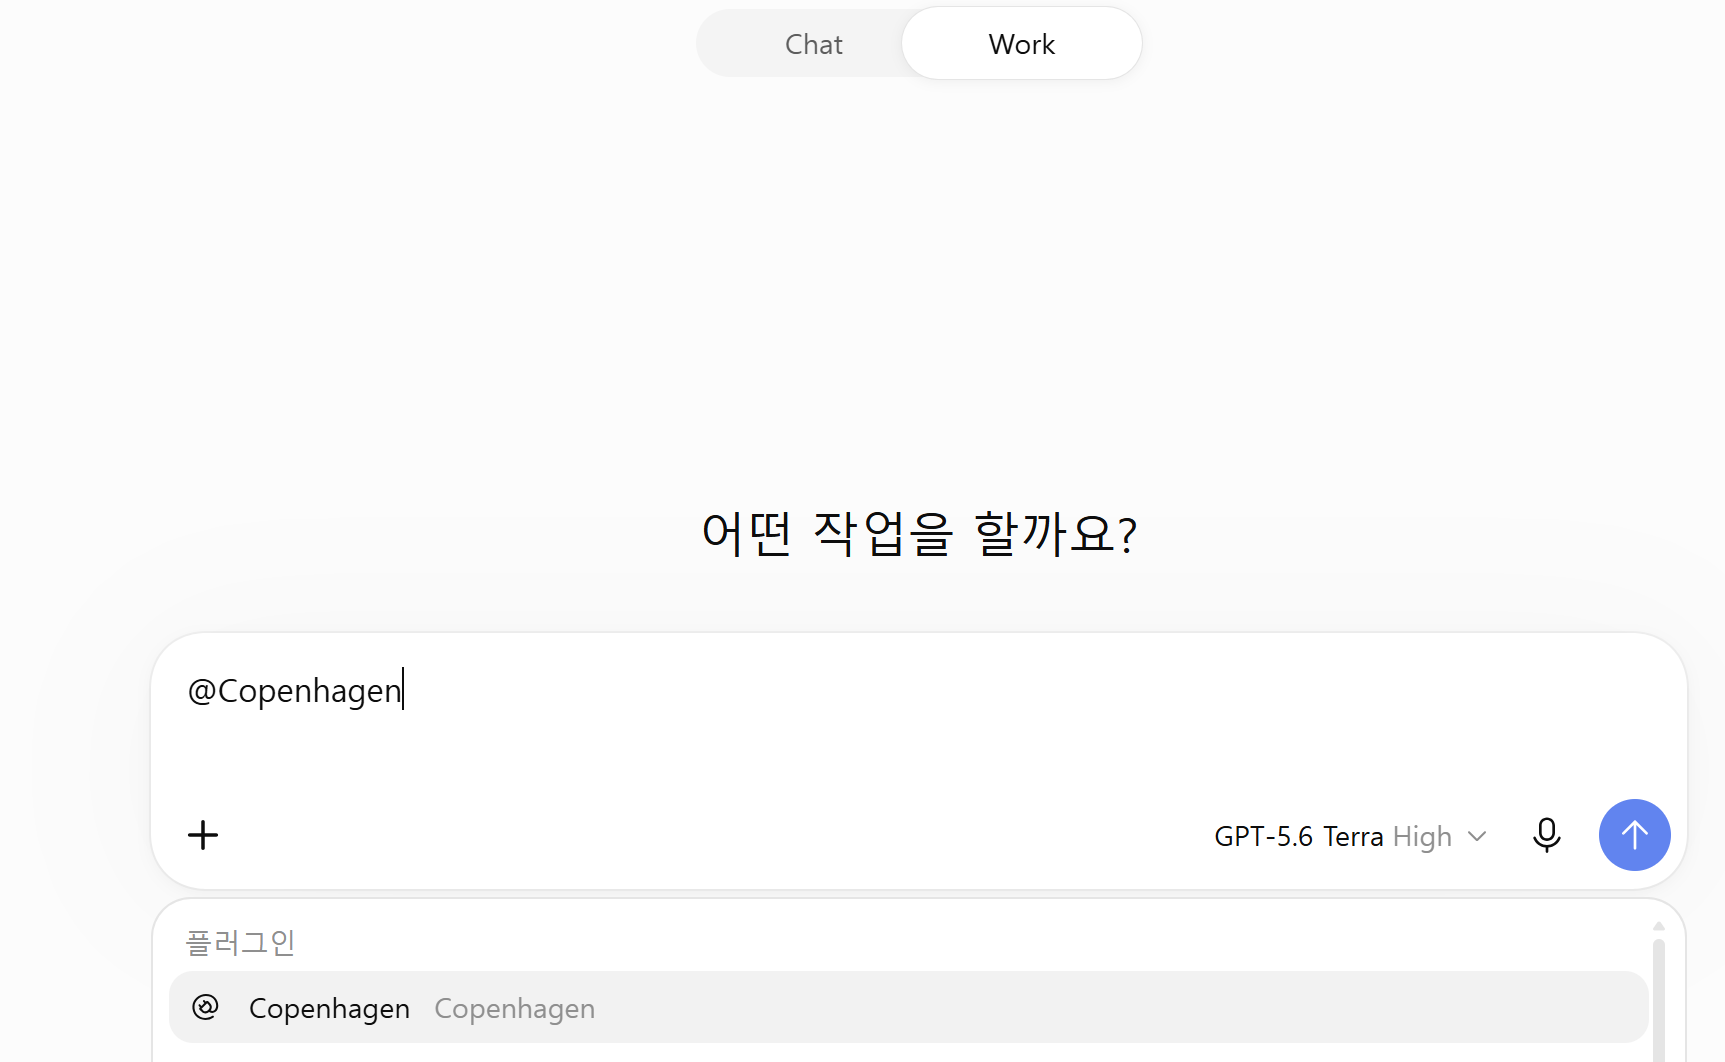 Chat Work
어떤 작업을 할까요?
@Copenhagen
GPT-5.6 Terra High
플러그인
Copenhagen Copenhagen